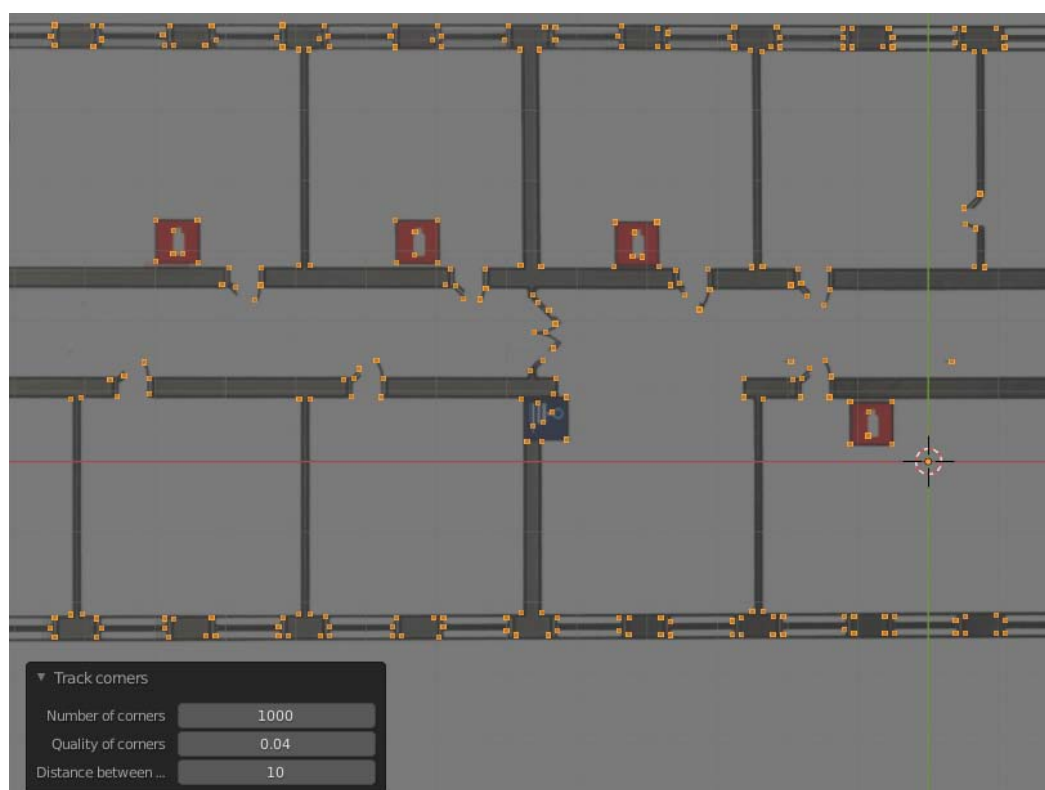 ▼ Track corners
Number of corners 1000
Quality of corners 0.04
Distance between ... 10